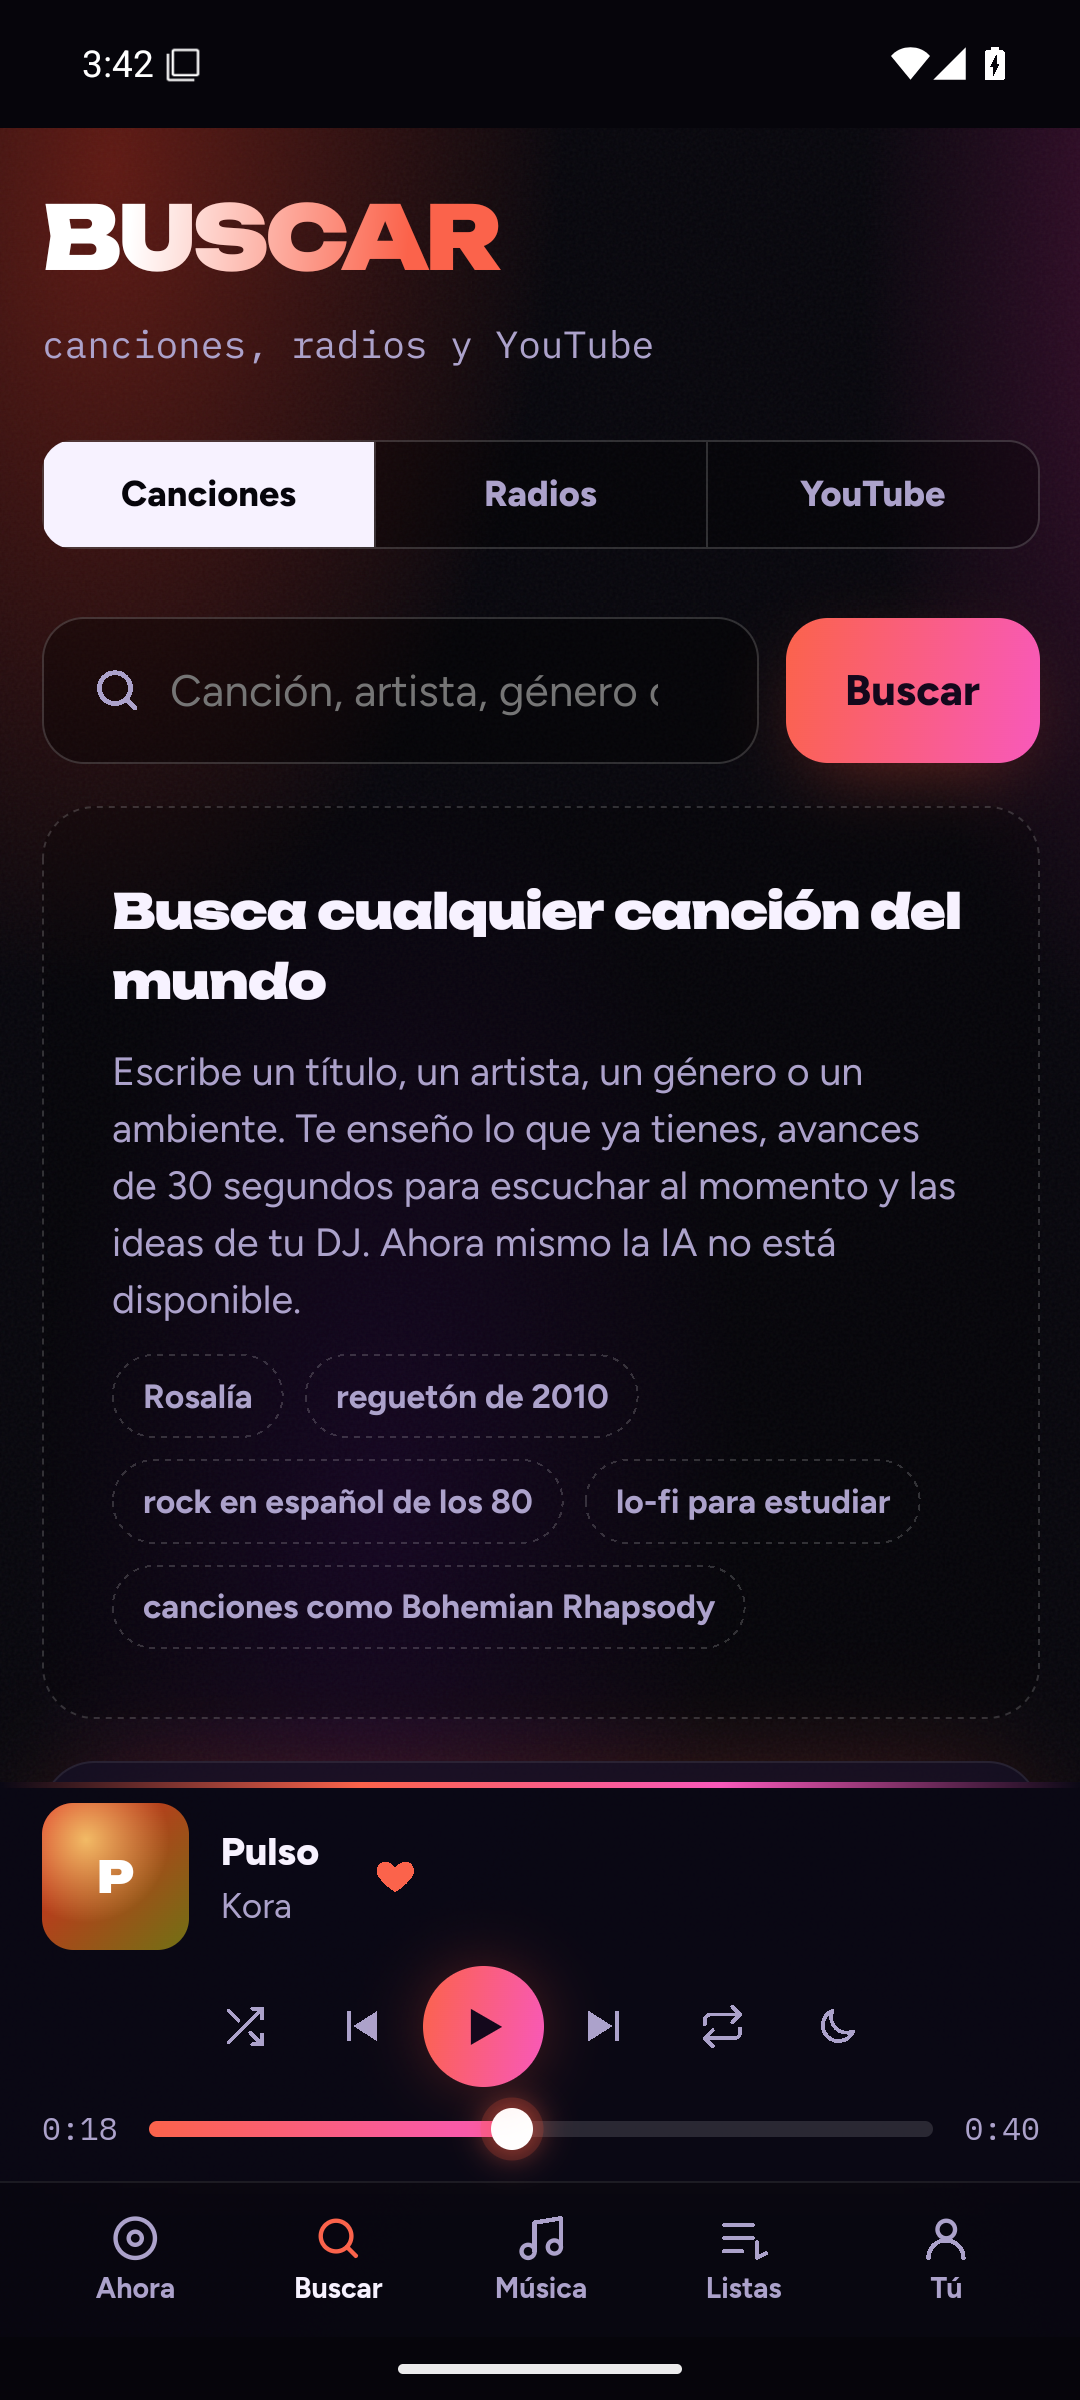 3:42
BUSCAR
canciones, radios y YouTube
Canciones
Radios
YouTube
Canción, artista, género
Buscar
Busca cualquier canción del
mundo
Escribe un título, un artista, un género o un
ambiente. Te enseño lo que ya tienes, avances
de 30 segundos para escuchar al momento y las
ideas de tu DJ. Ahora mismo la IA no está
disponible.
Rosalía
reguetón de 2010
rock en español de los 80
lo-fi para estudiar
canciones como Bohemian Rhapsody
P
Pulso
Kora
0:18
0:40
Ahora
Buscar
Música
Listas
Tú